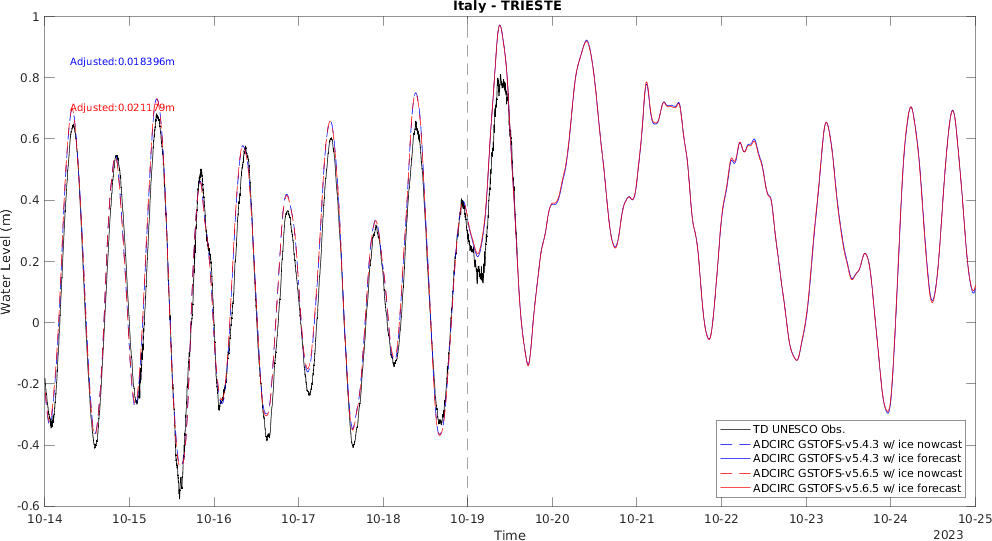 Italy - TRIESTE
Adjusted:0.018396m
Adjusted:0.021179m
Water Level (m)
1
0.8
0.6
0.4
0.2
0
-0.2
-0.4
-0.6
TD UNESCO Obs.
ADCIRC GSTOFS-v5.4.3 w/ ice nowcast
ADCIRC GSTOFS-v5.4.3 w/ ice forecast
ADCIRC GSTOFS-v5.6.5 w/ ice nowcast
ADCIRC GSTOFS-v5.6.5 w/ ice forecast
10-14 10-15 10-16 10-17 10-18 10-19 10-20 10-21 10-22 10-23 10-24 10-25
Time
2023